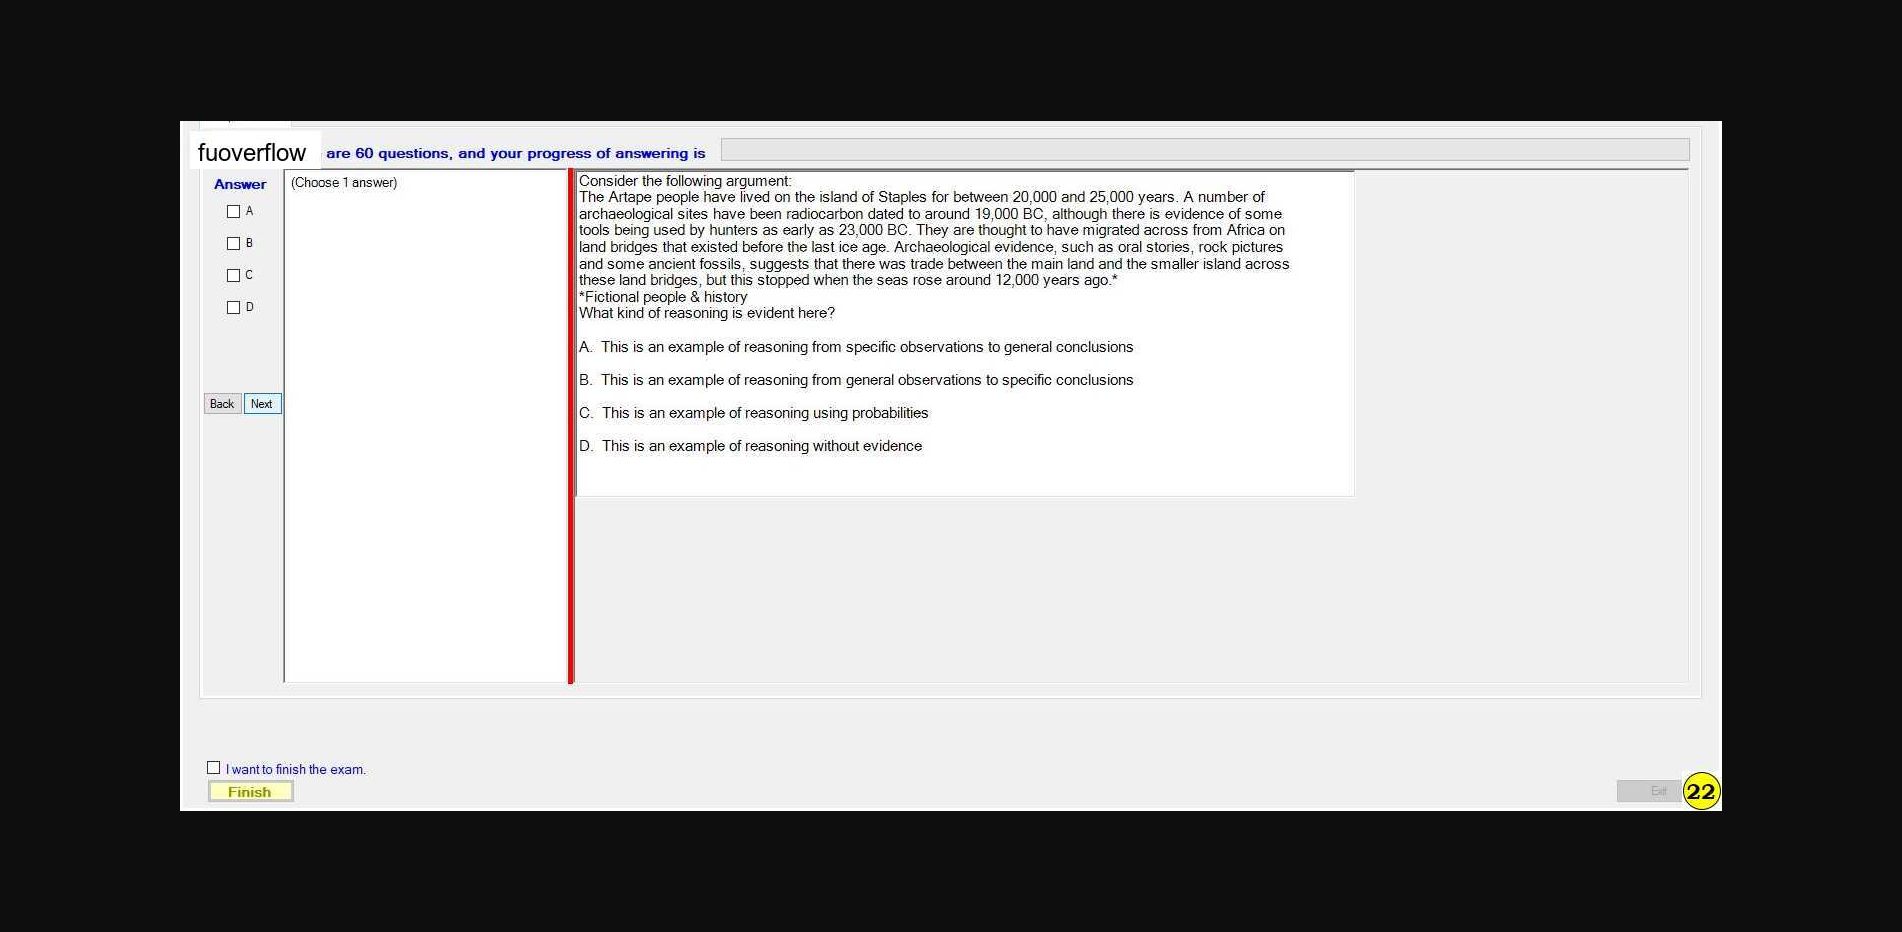 fuoverflow are 60 questions, and your progress of answering is
Answer
A
B
C
D
Back Next
(Choose 1 answer)
Consider the following argument:
The Artape people have lived on the island of Staples for between 20,000 and 25,000 years. A number of
archaeological sites have been radiocarbon dated to around 19,000 BC, although there is evidence of some
tools being used by hunters as early as 23,000 BC. They are thought to have migrated across from Africa on
land bridges that existed before the last ice age. Archaeological evidence, such as oral stories, rock pictures
and some ancient fossils, suggests that there was trade between the main land and the smaller island across
these land bridges, but this stopped when the seas rose around 12,000 years ago.*
*Fictional people & history
What kind of reasoning is evident here?
A. This is an example of reasoning from specific observations to general conclusions
B. This is an example of reasoning from general observations to specific conclusions
C. This is an example of reasoning using probabilities
D. This is an example of reasoning without evidence
I want to finish the exam.
Finish
Exit
22